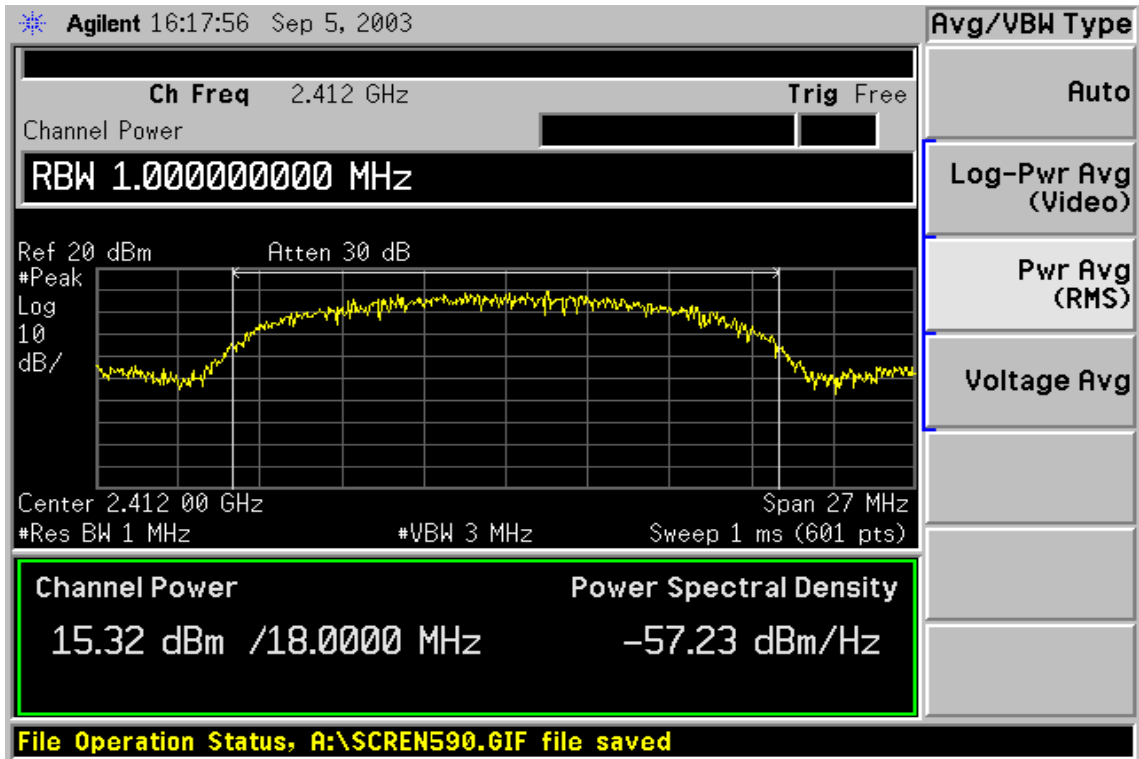 Agilent 16:17:56 Sep 5, 2003
Avg/VBW Type
Ch Freq 2.412 GHz
Trig Free
Channel Power
RBW 1.000000000 MHz
Ref 20 dBm
Atten 30 dB
#Peak
Log
10
dB/
Center 2.412 00 GHz
Span 27 MHz
#Res BW 1 MHz
#VBW 3 MHz
Sweep 1 ms (601 pts)
Channel Power
Power Spectral Density
15.32 dBm /18.0000 MHz
-57.23 dBm/Hz
File Operation Status, A:\SCREN590.GIF file saved
Auto
Log-Pwr Avg
(Video)
Pwr Avg
(RMS)
Voltage Avg